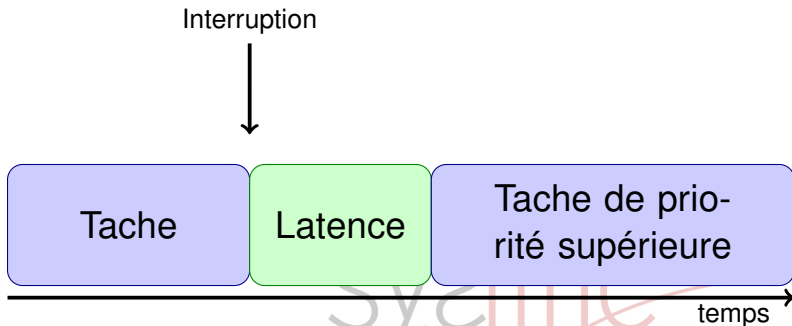 Interruption
Tache
Latence
Tache de prio-
rité supérieure
temps